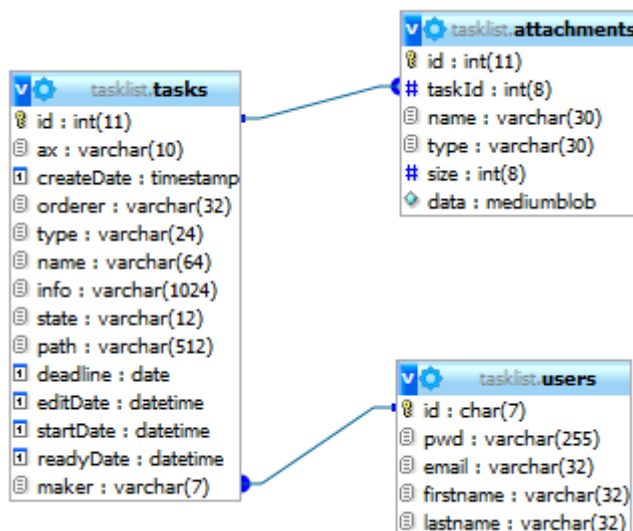 tasklist.tasks
id : int(11)
ax : varchar(10)
createDate : timestamp
orderer : varchar(32)
type : varchar(24)
name : varchar(64)
info : varchar(1024)
state : varchar(12)
path : varchar(512)
deadline : date
editDate : datetime
startDate : datetime
readyDate : datetime
maker : varchar(7)
tasklist.attachments
id : int(11)
# taskId : int(8)
name : varchar(30)
type : varchar(30)
# size : int(8)
data : mediumblob
tasklist.users
id : char(7)
pwd : varchar(255)
email : varchar(32)
firstname : varchar(32)
lastname : varchar(32)